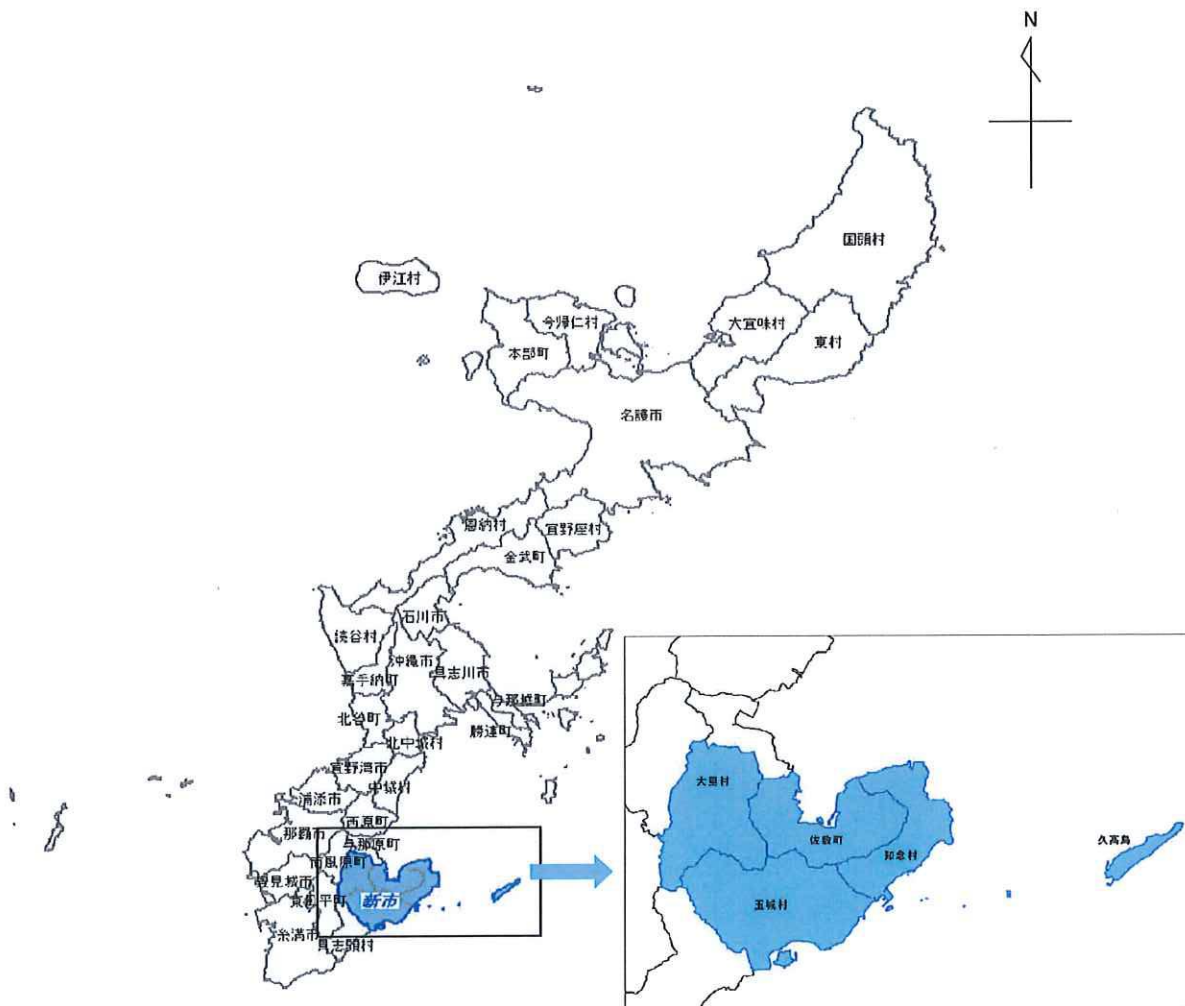 N
国頭村
伊江村
今帰仁村
大宜味村
本部町
東村
名護市
恩納村
宜野座村
金武町
石川市
読谷村
沖縄市
具志川市
嘉手納町
与那城町
北谷町
勝連町
北中城村
宜野湾市
中城村
浦添市
西原町
那覇市
与那原町
南風原町
豊見城市
東風平町
新市
糸満市
具志頭村
大里村
佐敷町
知念村
久高島
玉城村